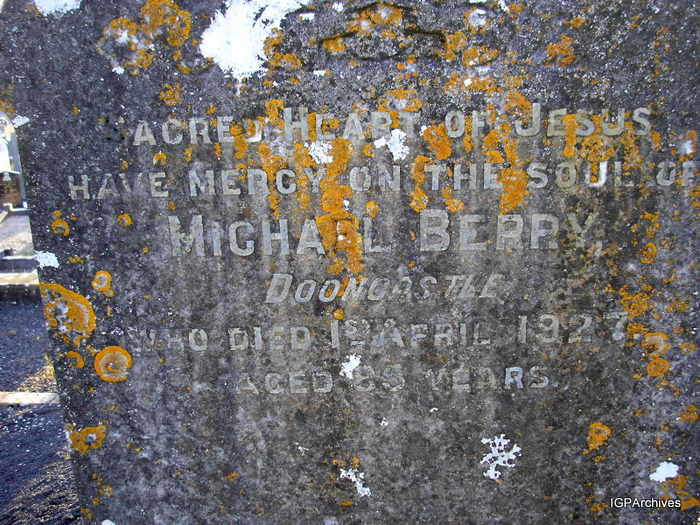 SACRED HEART OF JESUS
HAVE MERCY ON THE SOUL OF
MICHAEL BERRY,
DOONCASTLE
WHO DIED 1ST APRIL 1927.
AGED YEARS
IGPArchives